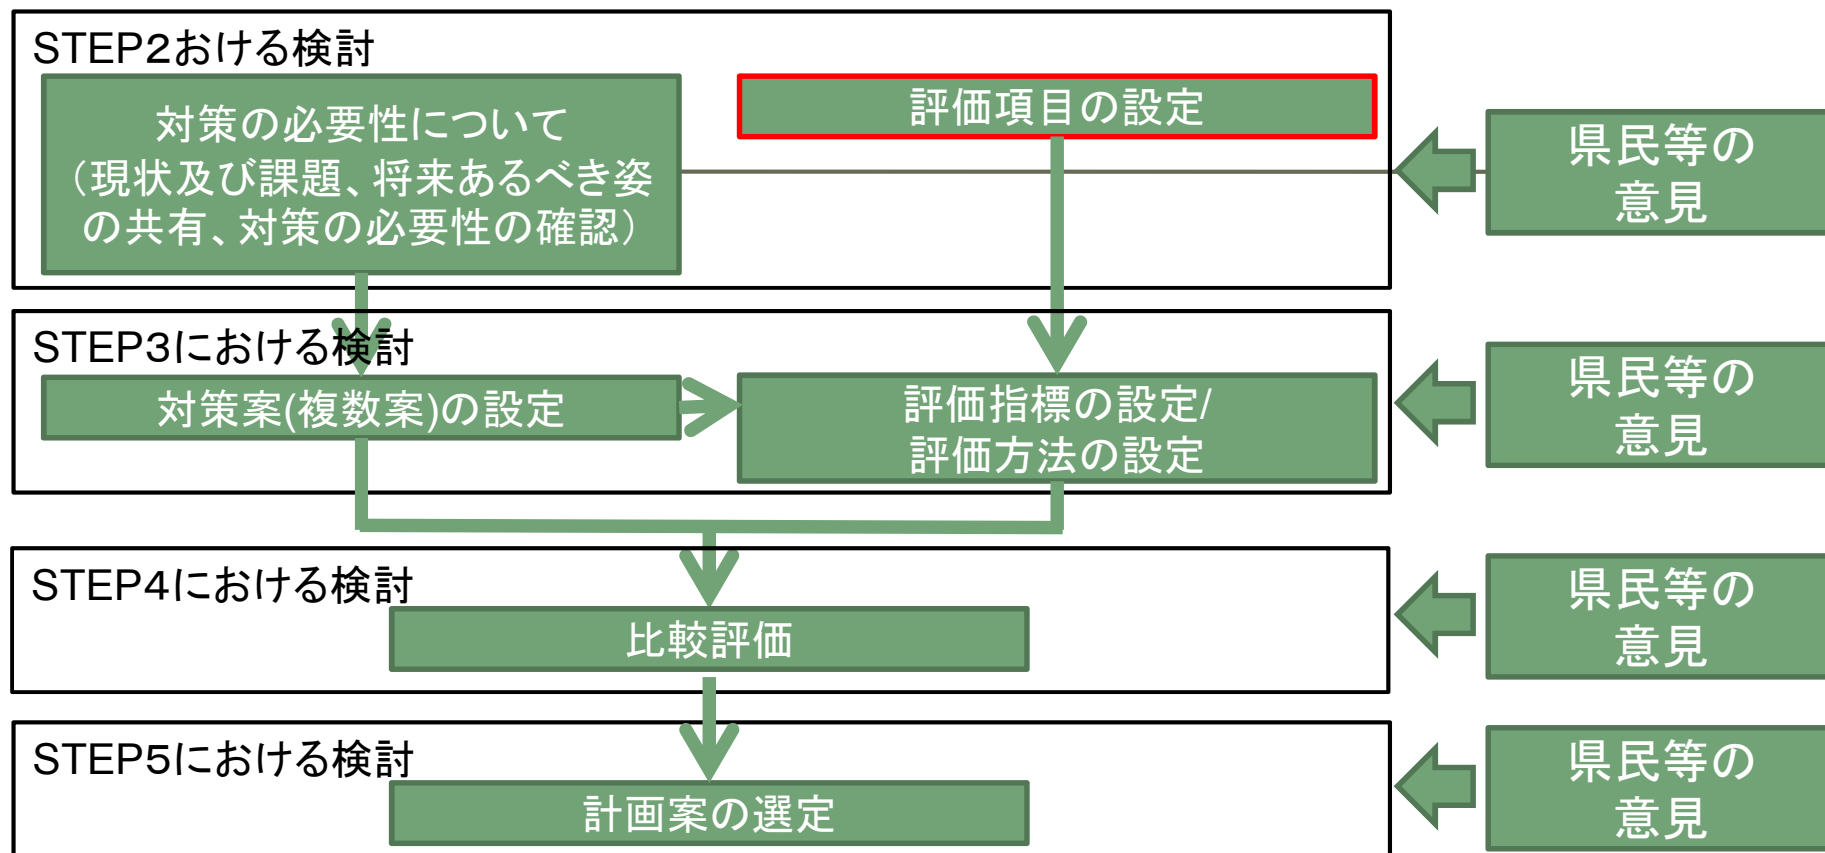 STEP2おける検討
対策の必要性について
（現状及び課題、将来あるべき姿
の共有、対策の必要性の確認）
評価項目の設定
県民等の
意見
STEP3における検討
対策案(複数案)の設定
評価指標の設定/
評価方法の設定
県民等の
意見
STEP4における検討
比較評価
県民等の
意見
STEP5における検討
計画案の選定
県民等の
意見